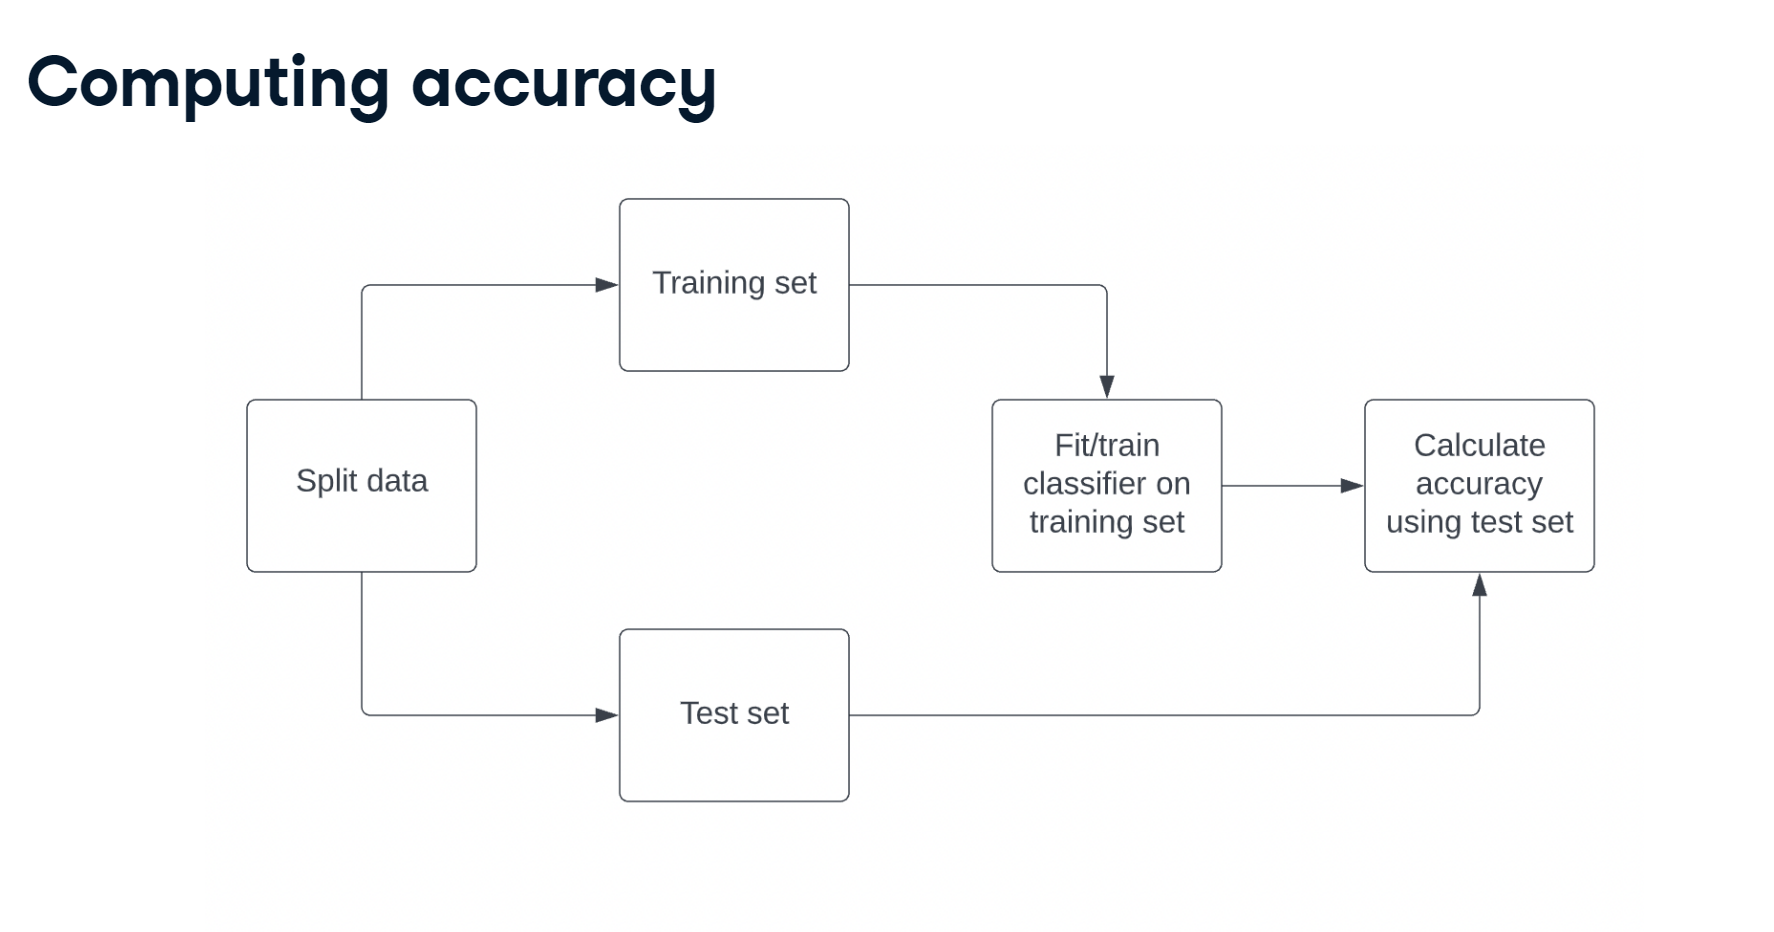 Computing accuracy
Training set
Split data
Fit/train
classifier on
training set
Calculate
accuracy
using test set
Test set